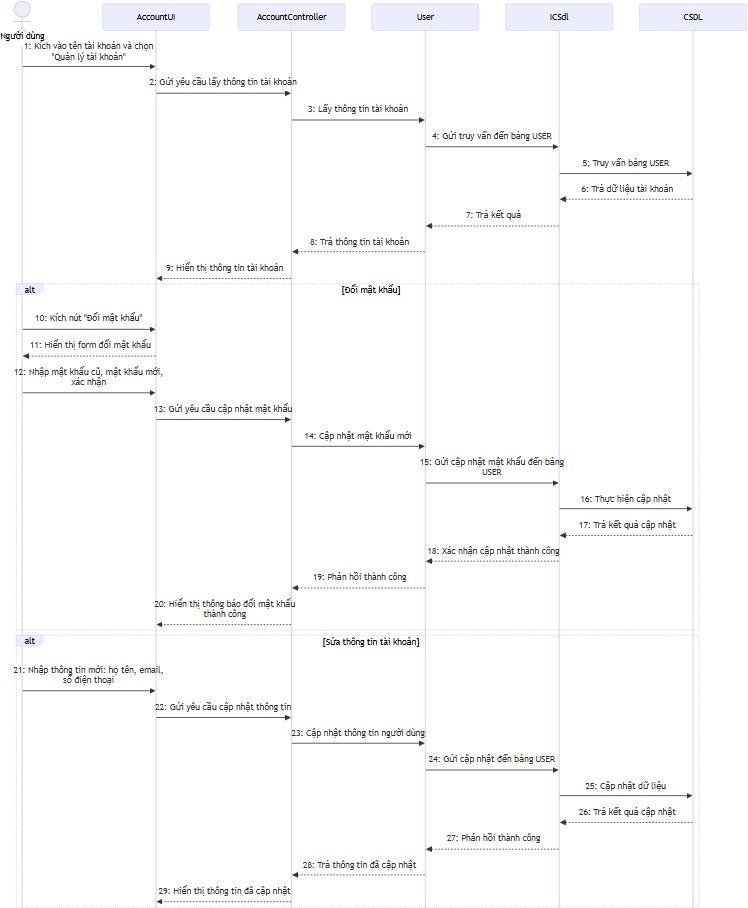 AccountUI
AccountController
User
ICSdl
CSDL
Người dùng
1: Kích vào tên tài khoản và chọn
"Quản lý tài khoản"
2: Gửi yêu cầu lấy thông tin tài khoản
3: Lấy thông tin tài khoản
4: Gửi truy vấn đến bảng USER
5: Truy vấn bảng USER
6: Trả dữ liệu tài khoản
7: Trả kết quả
8: Trả thông tin tài khoản
9: Hiển thị thông tin tài khoản
alt
[Đổi mật khẩu]
10: Kích nút "Đổi mật khẩu"
11: Hiển thị form đổi mật khẩu
12: Nhập mật khẩu cũ, mật khẩu mới,
xác nhận
13: Gửi yêu cầu cập nhật mật khẩu
14: Cập nhật mật khẩu mới
15: Gửi cập nhật mật khẩu đến bảng
USER
16: Thực hiện cập nhật
17: Trả kết quả cập nhật
18: Xác nhận cập nhật thành công
19: Phản hồi thành công
20: Hiển thị thông báo đổi mật khẩu
thành công
alt
[Sửa thông tin tài khoản]
21: Nhập thông tin mới: họ tên, email,
số điện thoại
22: Gửi yêu cầu cập nhật thông tin
23: Cập nhật thông tin người dùng
24: Gửi cập nhật đến bảng USER
25: Cập nhật dữ liệu
26: Trả kết quả cập nhật
27: Phản hồi thành công
28: Trả thông tin đã cập nhật
29: Hiển thị thông tin đã cập nhật